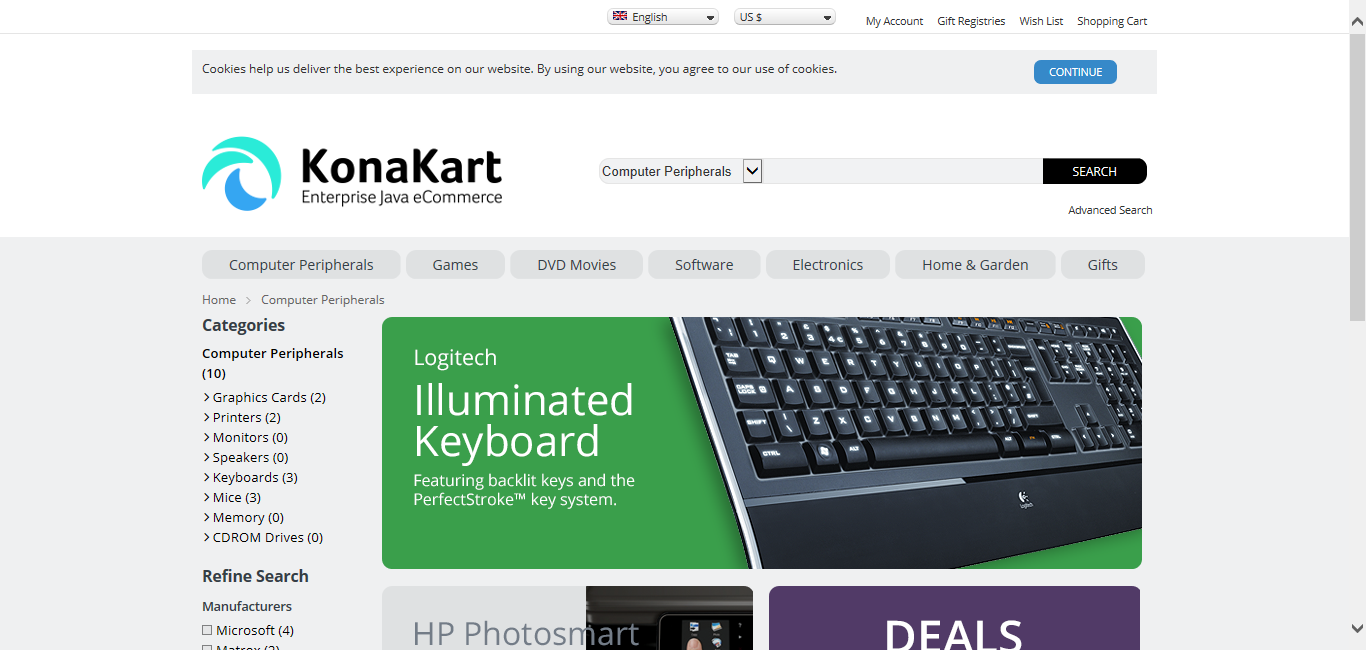 English
US $
My Account
Gift Registries
Wish List
Shopping Cart
Cookies help us deliver the best experience on our website. By using our website, you agree to our use of cookies.
CONTINUE
KonaKart
Enterprise Java eCommerce
Computer Peripherals
SEARCH
Advanced Search
Computer Peripherals
Games
DVD Movies
Software
Electronics
Home & Garden
Gifts
Home > Computer Peripherals
Categories
Computer Peripherals
(10)
> Graphics Cards (2)
> Printers (2)
> Monitors (0)
> Speakers (0)
> Keyboards (3)
> Mice (3)
> Memory (0)
> CDROM Drives (0)
Refine Search
Manufacturers
Microsoft (4)
Matrox (2)
Logitech
Illuminated
Keyboard
Featuring backlit keys and the
PerfectStroke™ key system.
Logitech
HP Photosmart
DEALS